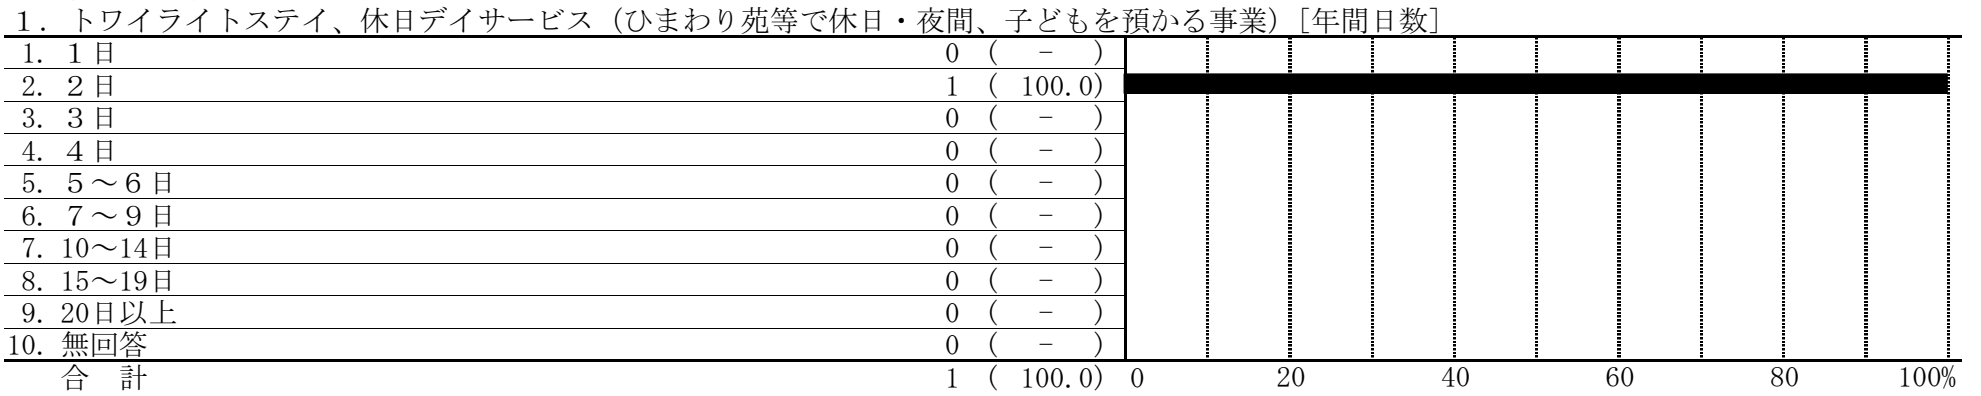 １．トワイライトステイ、休日デイサービス（ひまわり苑等で休日・夜間、子どもを預かる事業）［年間日数］
1. １日 0 ( － )
2. ２日 1 ( 100.0)
3. ３日 0 ( － )
4. ４日 0 ( － )
5. ５～６日 0 ( － )
6. ７～９日 0 ( － )
7. 10～14日 0 ( － )
8. 15～19日 0 ( － )
9. 20日以上 0 ( － )
10. 無回答 0 ( － )
合 計 1 ( 100.0) 0 20 40 60 80 100%